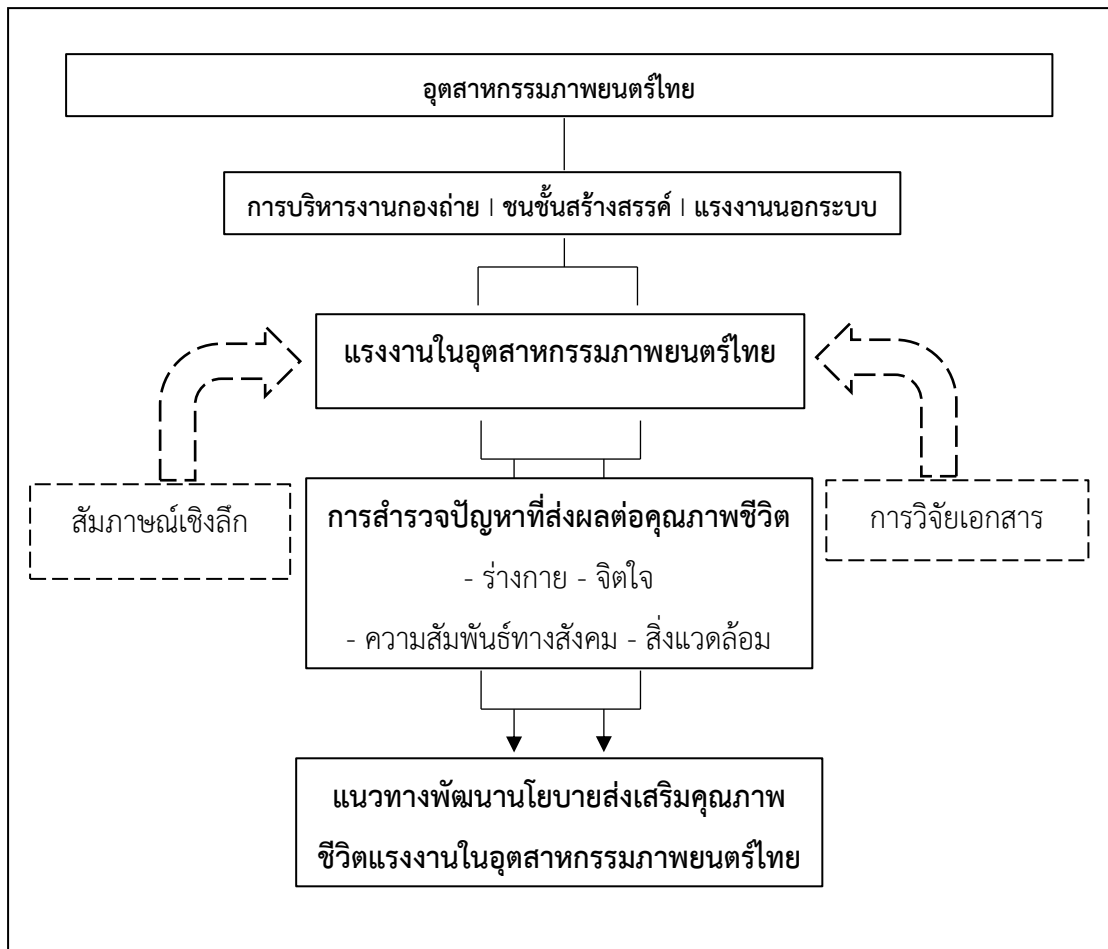 อุตสาหกรรมภาพยนตร์ไทย
การบริหารงานกองถ่าย | ชนชั้นสร้างสรรค์ | แรงงานนอกระบบ
แรงงานในอุตสาหกรรมภาพยนตร์ไทย
สัมภาษณ์เชิงลึก
การวิจัยเอกสาร
การสำรวจปัญหาที่ส่งผลต่อคุณภาพชีวิต
- ร่างกาย - จิตใจ
- ความสัมพันธ์ทางสังคม - สิ่งแวดล้อม
แนวทางพัฒนานโยบายส่งเสริมคุณภาพ
ชีวิตแรงงานในอุตสาหกรรมภาพยนตร์ไทย